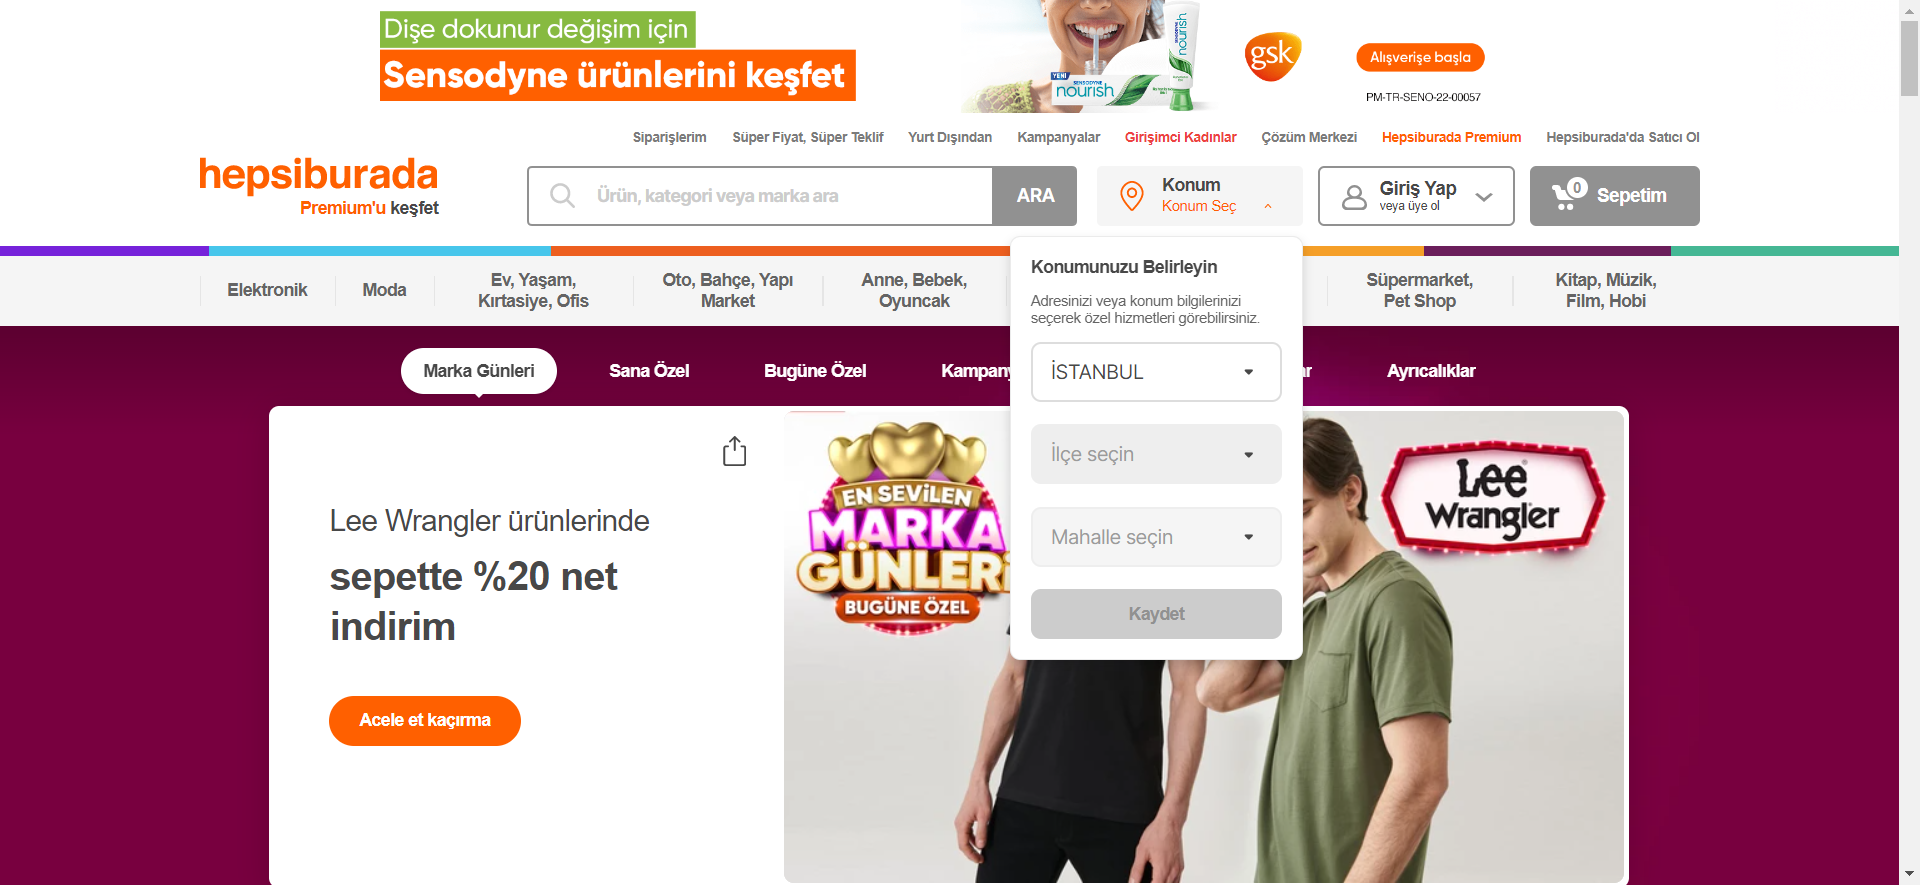 Dişe dokunur değişim için
Sensodyne ürünlerini keşfet
YENİ
SENSODYNE
nourish
SENSODYNE
nourish
gsk
Alışverişe başla
PM-TR-SENO-22-00057
Siparişlerim
Süper Fiyat, Süper Teklif
Yurt Dışından
Kampanyalar
Girişimci Kadınlar
Çözüm Merkezi
Hepsiburada Premium
Hepsiburada'da Satıcı Ol
hepsiburada
Premium'u keşfet
Ürün, kategori veya marka ara
ARA
Konum
Konum Seç
Giriş Yap
veya üye ol
0
Sepetim
Elektronik
Moda
Ev, Yaşam,
Kırtasiye, Ofis
Oto, Bahçe, Yapı
Market
Anne, Bebek,
Oyuncak
Süpermarket,
Pet Shop
Kitap, Müzik,
Film, Hobi
Konumunuzu Belirleyin
Adresinizi veya konum bilgilerinizi
seçerek özel hizmetleri görebilirsiniz.
İSTANBUL
İlçe seçin
Mahalle seçin
Kaydet
Marka Günleri
Sana Özel
Bugüne Özel
Kampany
ar
Ayrıcalıklar
Lee Wrangler ürünlerinde
sepette %20 net
indirim
Acele et kaçırma
EN SEVİLEN
MARKA
GÜNLERİ
BUGÜNE ÖZEL
Lee
Wrangler